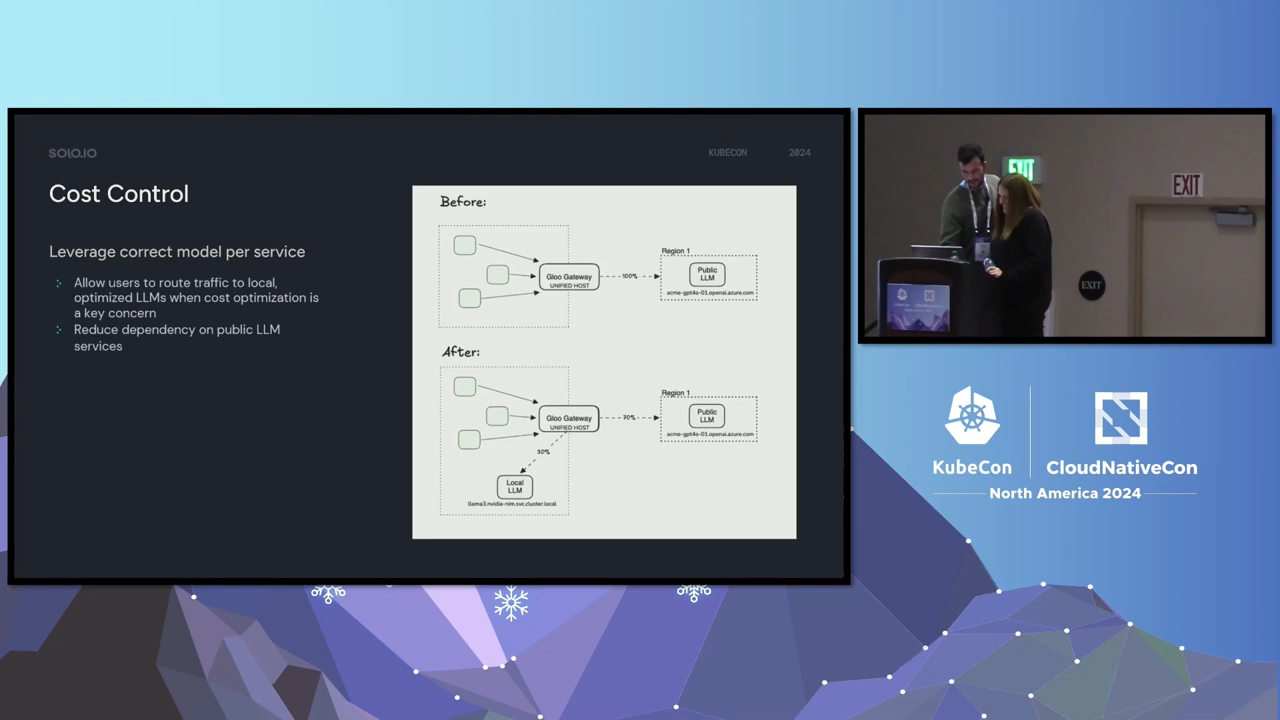 SOLO.IO
KUBECON 2024
Cost Control
Leverage correct model per service
Allow users to route traffic to local,
optimized LLMs when cost optimization is
a key concern
Reduce dependency on public LLM
services
Before:
Gloo Gateway
UNIFIED HOST
100%
Region 1
Public
LLM
acme-gpt4o-01.openai.azure.com
After:
Gloo Gateway
UNIFIED HOST
70%
Region 1
Public
LLM
acme-gpt4o-01.openai.azure.com
30%
Local
LLM
llama3.nvidia-nim.svc.cluster.local
EXIT
EXIT
EXIT
KubeCon
CloudNativeCon
North America 2024